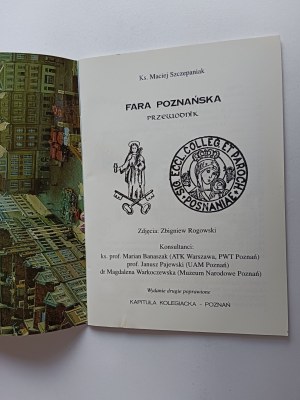 Ks. Maciej Szczepaniak
FARA POZNAŃSKA
PRZEWODNIK
SIG ECCL COLLEG ET PAROCH
POSNANIAE
Zdjęcia: Zbigniew Rogowski
Konsultanci:
ks. prof. Marian Banaszak (ATK Warszawa, PWT Poznań)
prof. Janusz Pajewski (UAM Poznań)
dr Magdalena Warkoczewska (Muzeum Narodowe Poznań)
Wydanie drugie poprawione
KAPITUŁA KOLEGIACKA - POZNAŃ